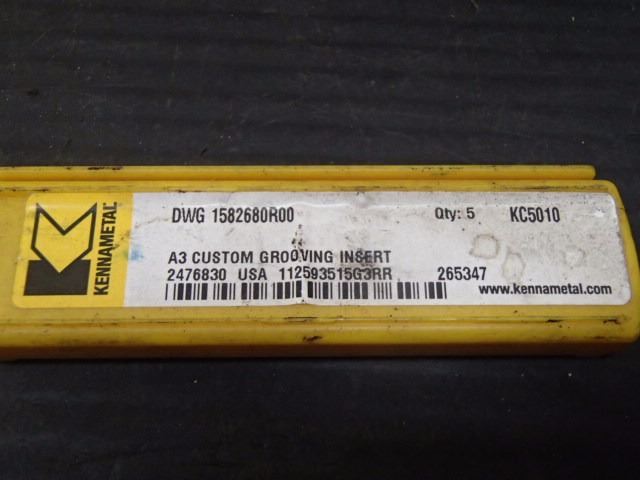 KENNAMETAL
DWG 1582680R00 Qty: 5 KC5010
A3 CUSTOM GROOVING INSERT
2476830 USA 112593515G3RR 265347
www.kennametal.com